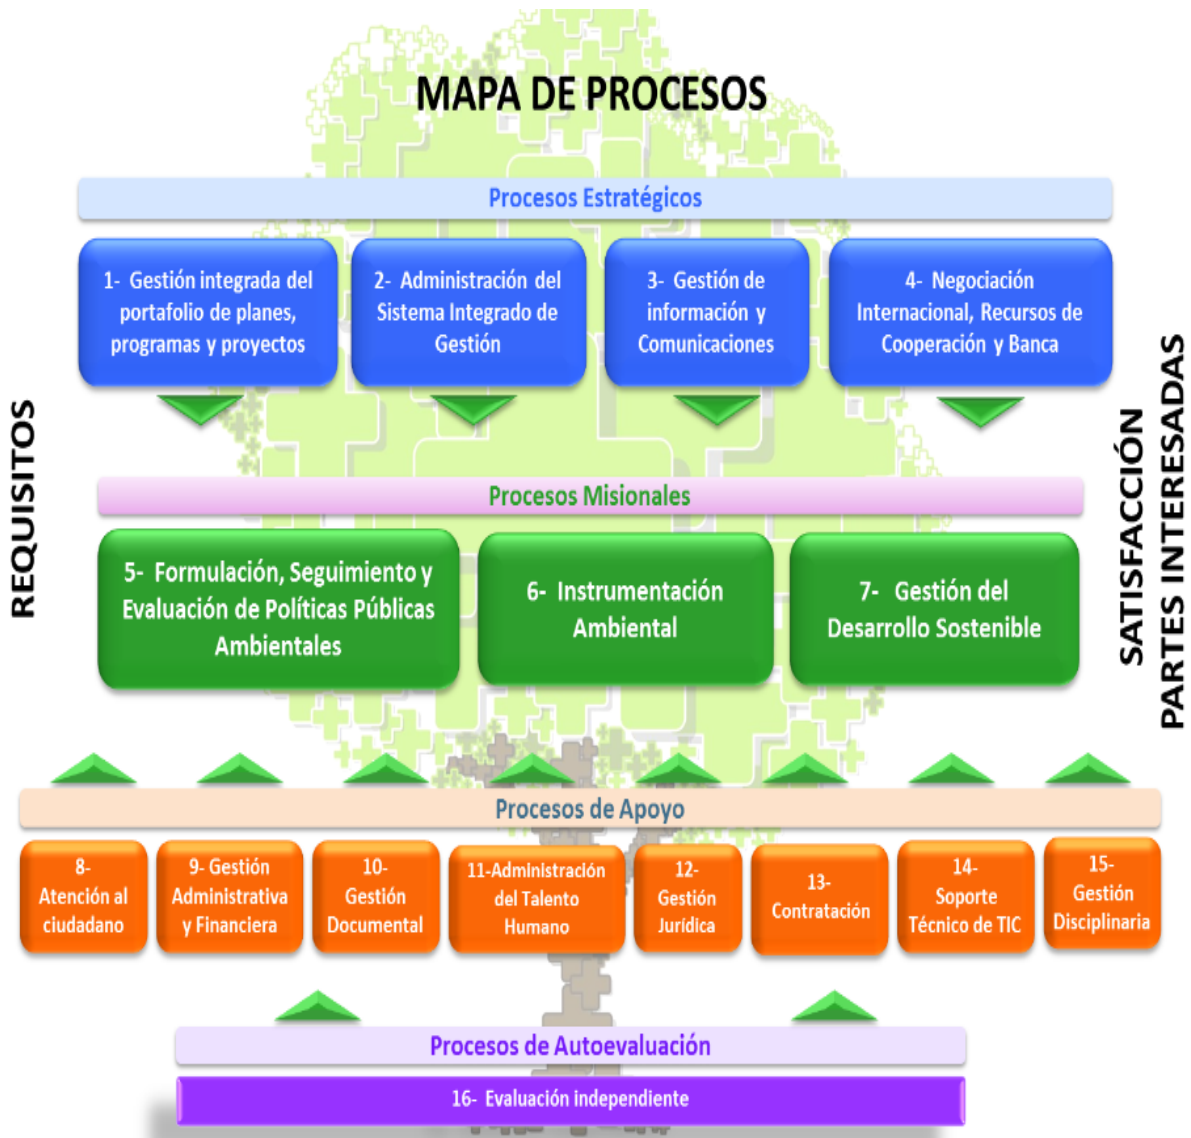 MAPA DE PROCESOS
Procesos Estratégicos
1- Gestión integrada del
portafolio de planes,
programas y proyectos
2- Administración del
Sistema Integrado de
Gestión
3- Gestión de
información y
Comunicaciones
4- Negociación
Internacional, Recursos de
Cooperación y Banca
REQUISITOS
SATISFACCIÓN
PARTES INTERESADAS
Procesos Misionales
5- Formulación, Seguimiento y
Evaluación de Políticas Públicas
Ambientales
6- Instrumentación
Ambiental
7- Gestión del
Desarrollo Sostenible
Procesos de Apoyo
8-
Atención al
ciudadano
9- Gestión
Administrativa
y Financiera
10-
Gestión
Documental
11-Administración
del Talento
Humano
12-
Gestión
Jurídica
13-
Contratación
14-
Soporte
Técnico de TIC
15-
Gestión
Disciplinaria
Procesos de Autoevaluación
16- Evaluación independiente